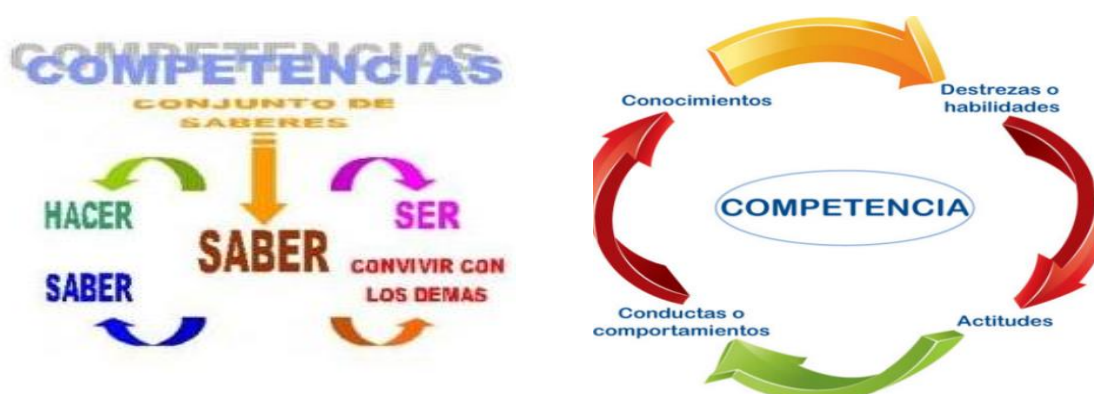 COMPETENCIAS
CONJUNTO DE
SABERES
HACER
SER
SABER
SABER
CONVIVIR CON
LOS DEMAS
Conocimientos
Destrezas o
habilidades
COMPETENCIA
Conductas o
comportamientos
Actitudes